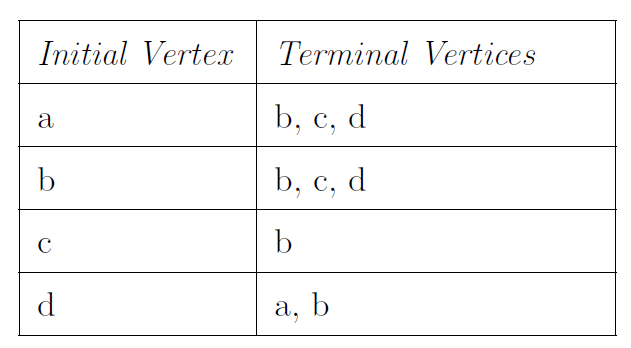 Initial Vertex Terminal Vertices
a b, c, d
b b, c, d
c b
d a, b